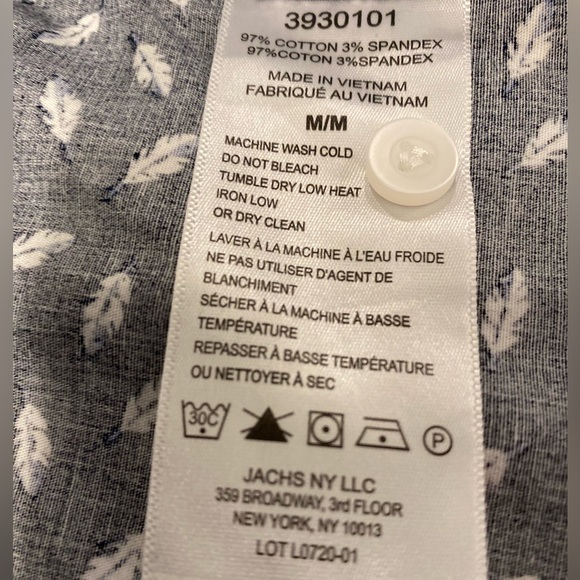 3930101
97% COTTON 3% SPANDEX
97%COTON 3%SPANDEX
MADE IN VIETNAM
FABRIQUÉ AU VIETNAM
M/M
MACHINE WASH COLD
DO NOT BLEACH
TUMBLE DRY LOW HEAT
IRON LOW
OR DRY CLEAN
LAVER À LA MACHINE À L'EAU FROIDE
NE PAS UTILISER D'AGENT DE
BLANCHIMENT
SÉCHER À LA MACHINE À BASSE
TEMPÉRATURE
REPASSER À BASSE TEMPÉRATURE
OU NETTOYER À SEC
30C P
JACHS NY LLC
359 BROADWAY, 3rd FLOOR
NEW YORK, NY 10013
LOT L0720-01